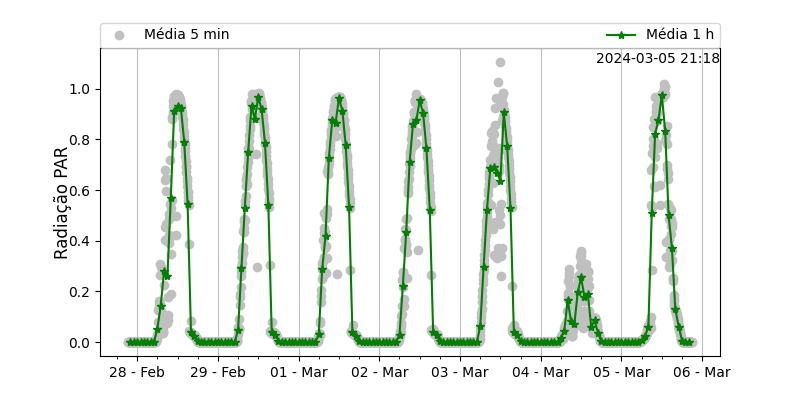 Média 5 min
Média 1 h
2024-03-05 21:18
Radiação PAR
1.0
0.8
0.6
0.4
0.2
0.0
28 - Feb
29 - Feb
01 - Mar
02 - Mar
03 - Mar
04 - Mar
05 - Mar
06 - Mar